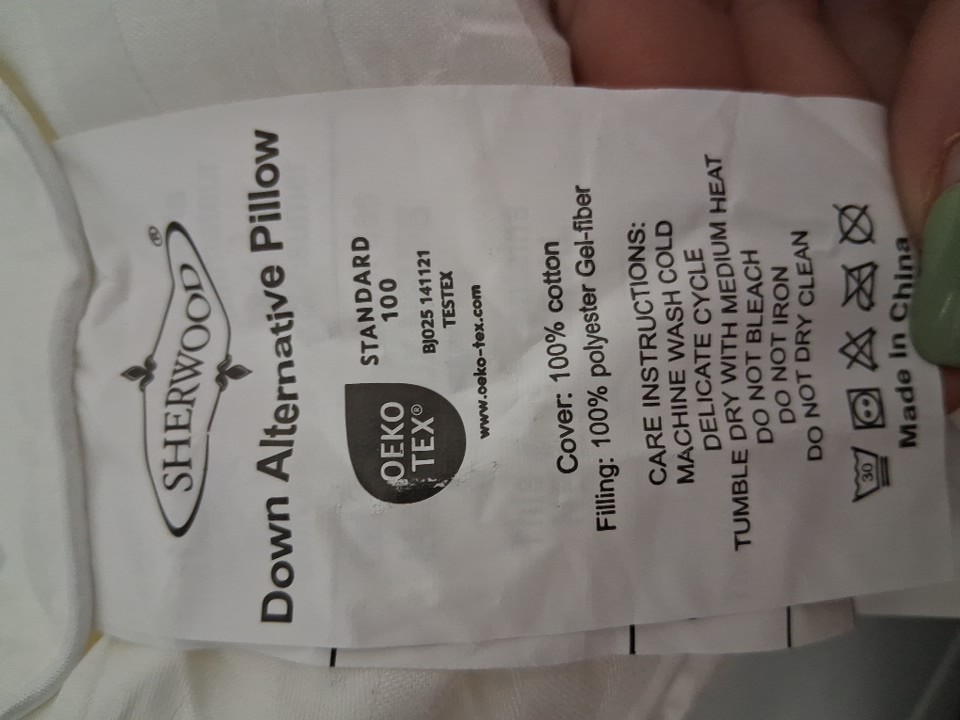 SHERWOOD®
Down Alternative Pillow
OEKO
TEX®
STANDARD
100
BJ025 141121
TESTEX
www.oeko-tex.com
Cover: 100% cotton
Filling: 100% polyester Gel-fiber
CARE INSTRUCTIONS:
MACHINE WASH COLD
DELICATE CYCLE
TUMBLE DRY WITH MEDIUM HEAT
DO NOT BLEACH
DO NOT IRON
DO NOT DRY CLEAN
30
Made In China